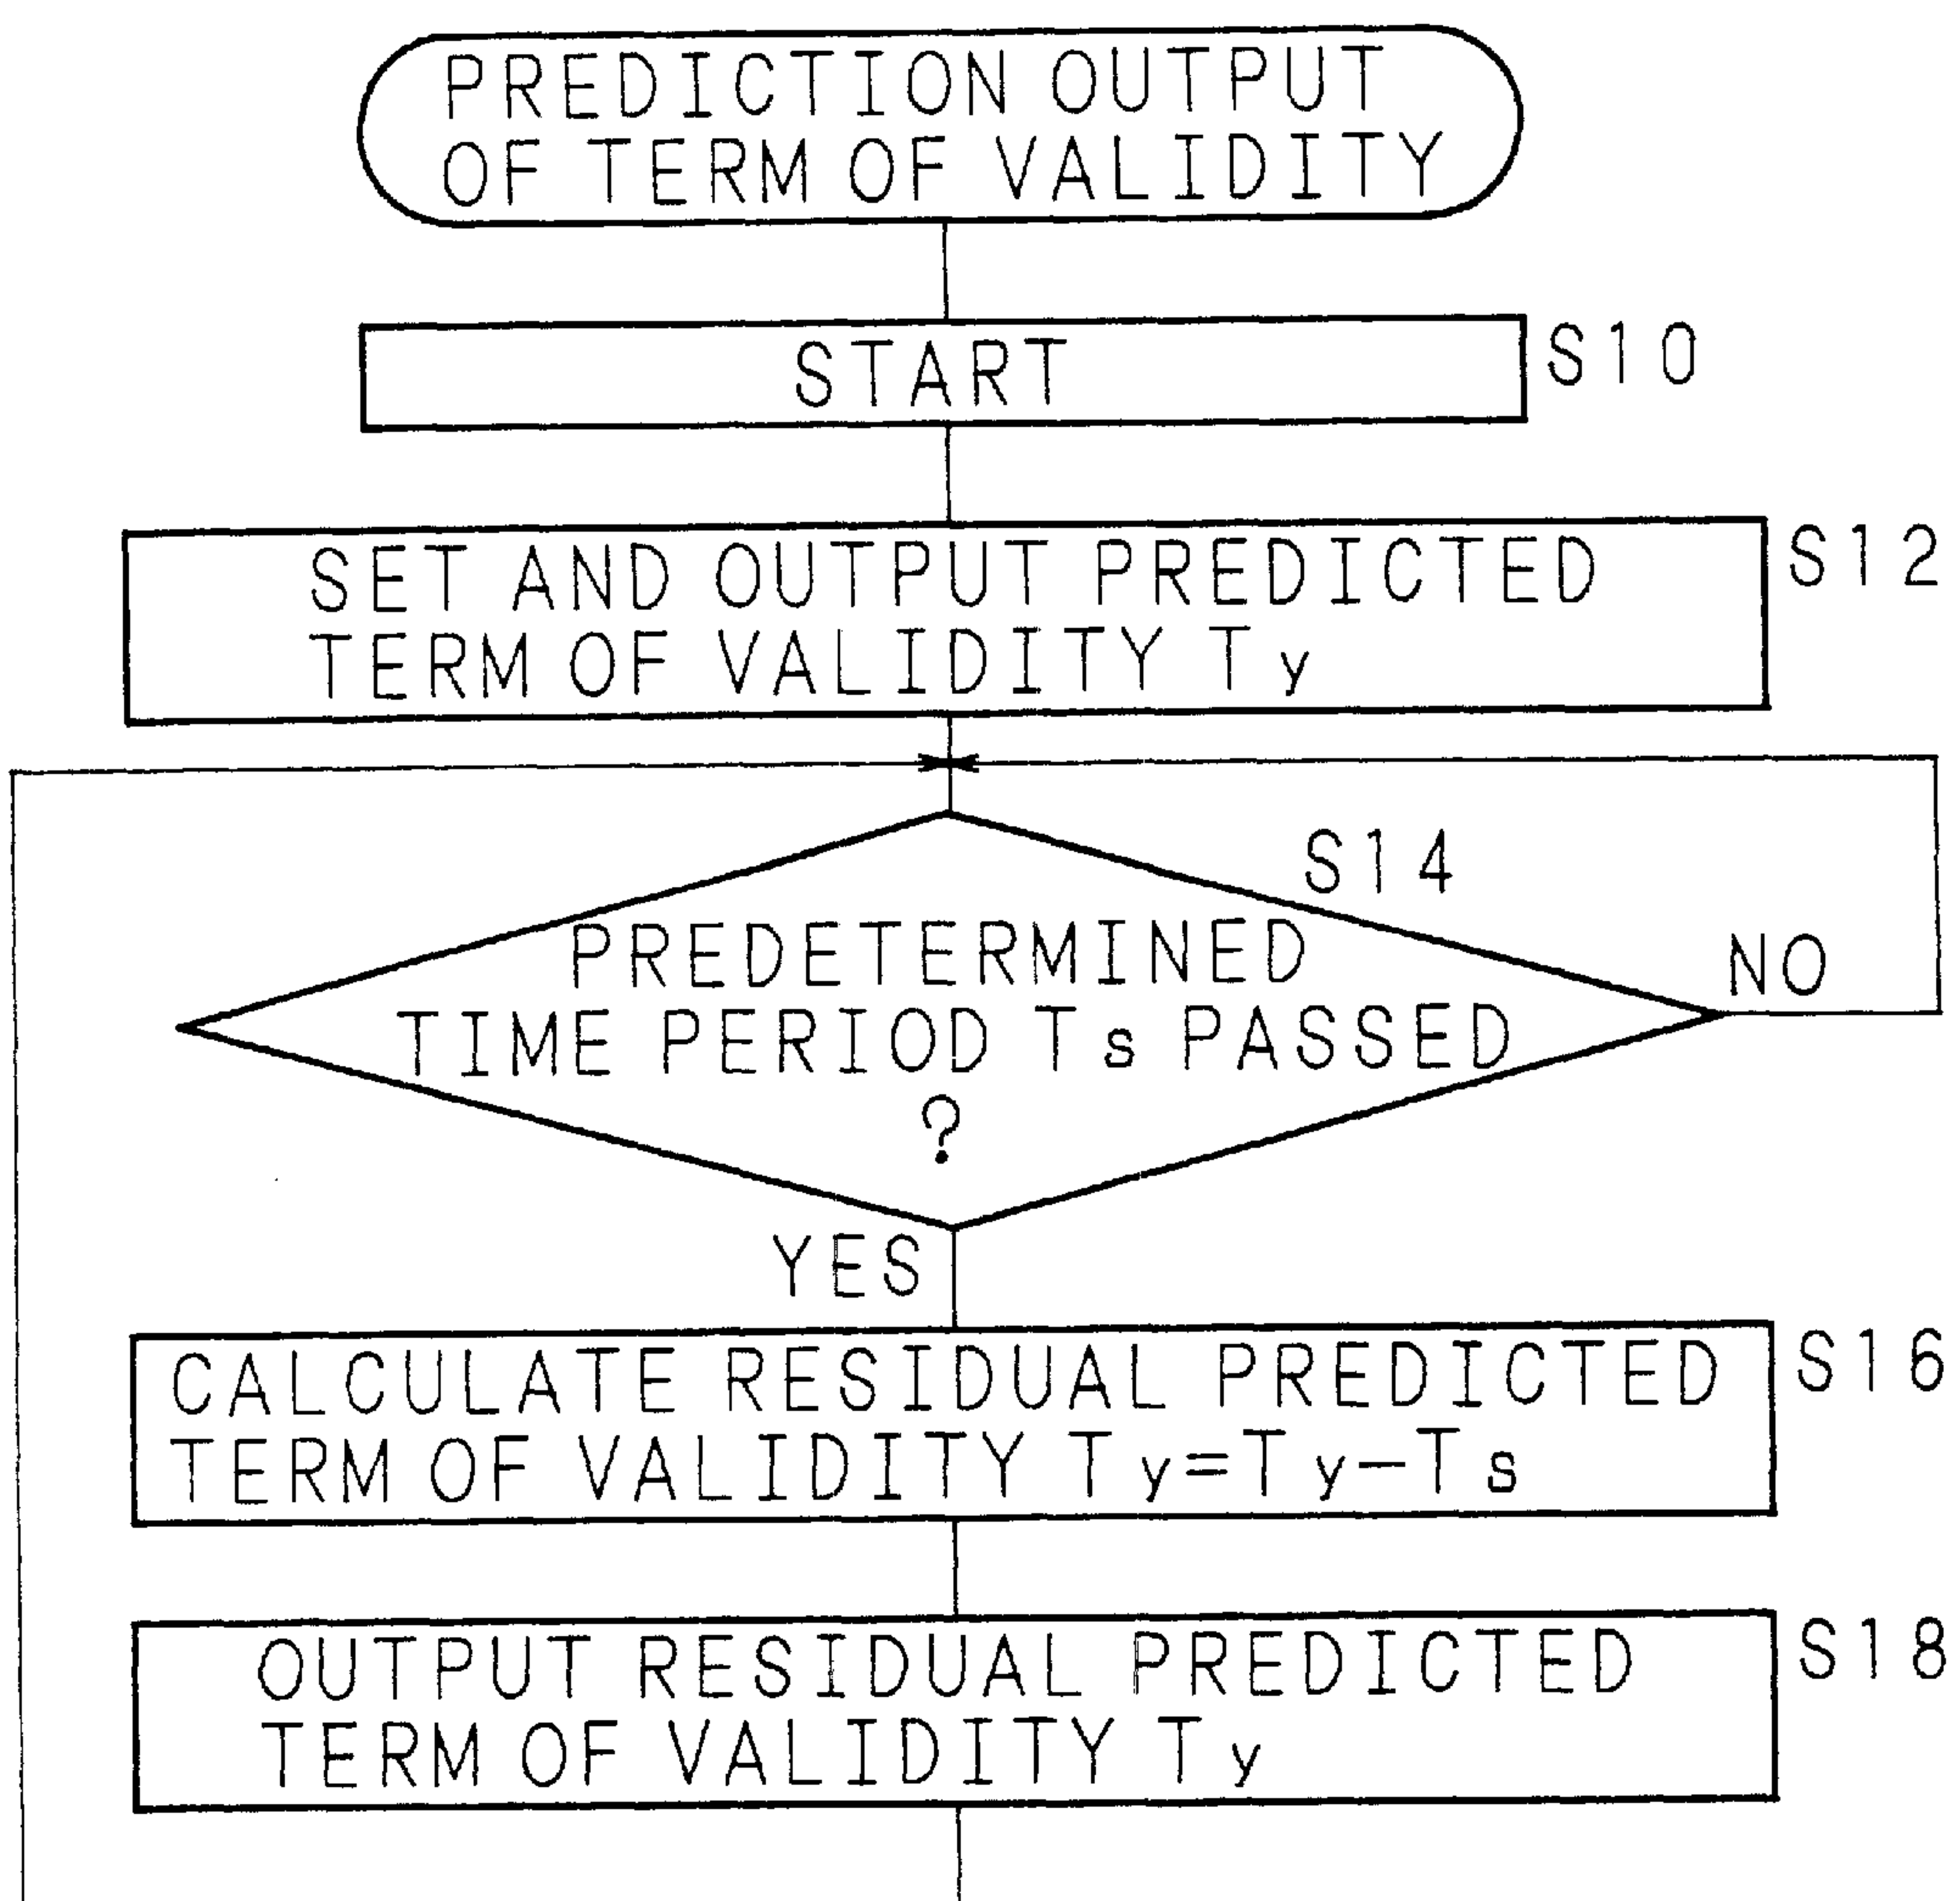 PREDICTION OUTPUT
OF TERM OF VALIDITY
START
S10
SET AND OUTPUT PREDICTED
TERM OF VALIDITY Ty
S12
S14
PREDETERMINED
TIME PERIOD Ts PASSED
?
NO
YES
CALCULATE RESIDUAL PREDICTED
TERM OF VALIDITY Ty=Ty-Ts
S16
OUTPUT RESIDUAL PREDICTED
TERM OF VALIDITY Ty
S18